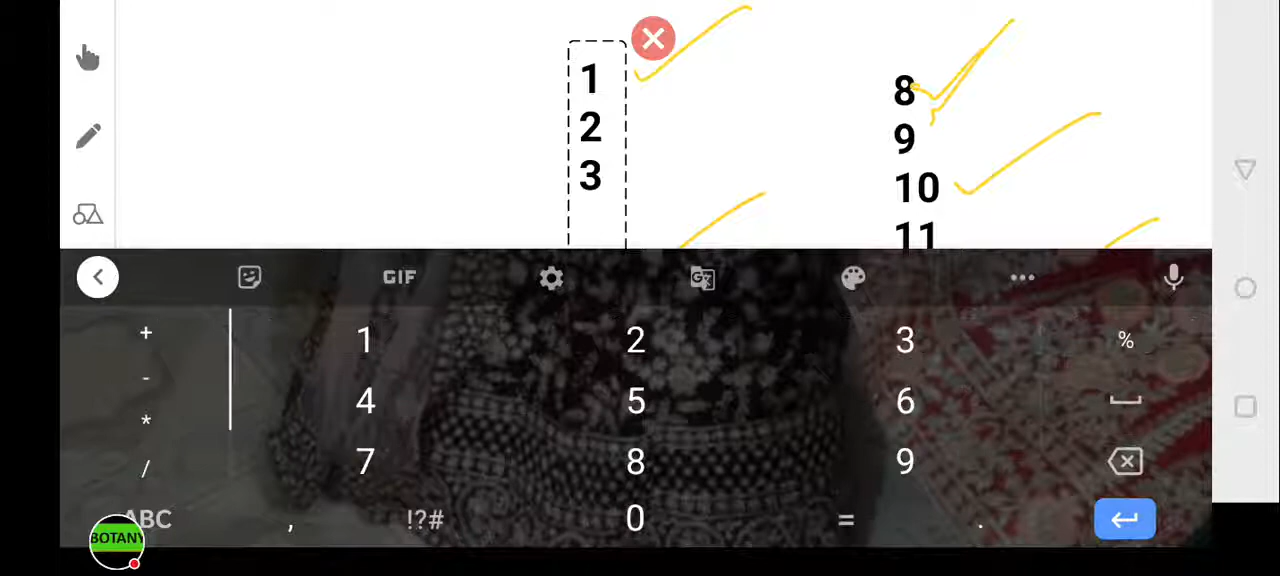 1
2
3
8
9
10
11
GIF
+ 1 2 3 %
- 4 5 6
*
/ 7 8 9
ABC , !?# 0 = .
BOTANY